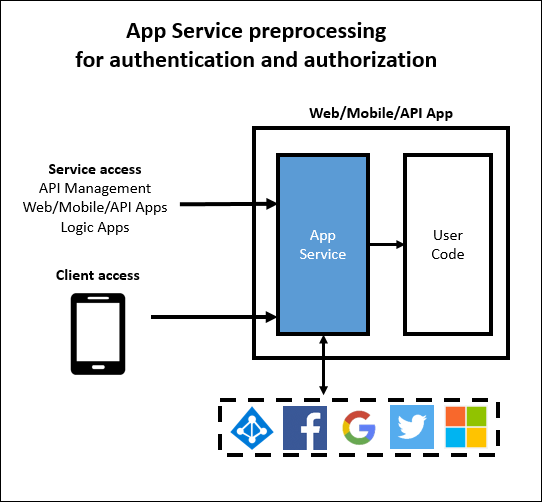 App Service preprocessing
for authentication and authorization
Web/Mobile/API App
Service access
API Management
Web/Mobile/API Apps
Logic Apps
App
Service
User
Code
Client access